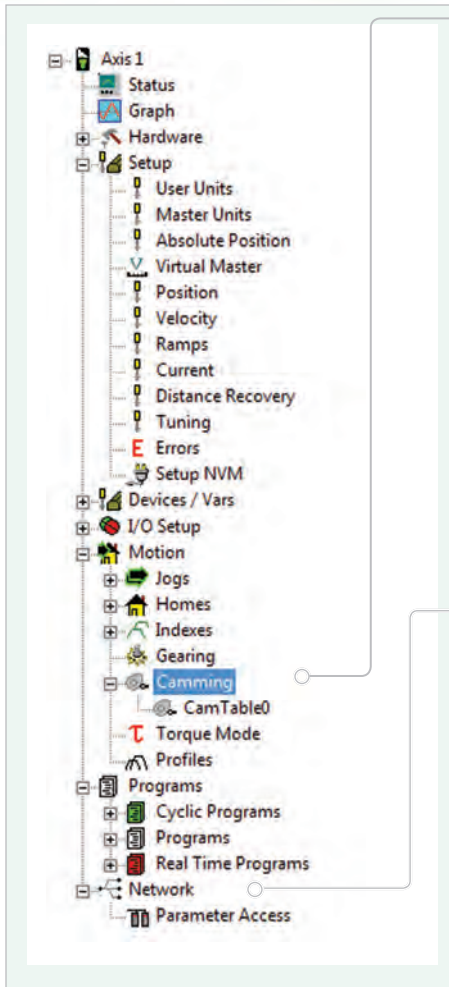 Axis 1
Status
Graph
Hardware
Setup
User Units
Master Units
Absolute Position
Virtual Master
Position
Velocity
Ramps
Current
Distance Recovery
Tuning
E Errors
Setup NVM
Devices / Vars
I/O Setup
Motion
Jogs
Homes
Indexes
Gearing
Camming
CamTable0
τ Torque Mode
Profiles
Programs
Cyclic Programs
Programs
Real Time Programs
Network
Parameter Access